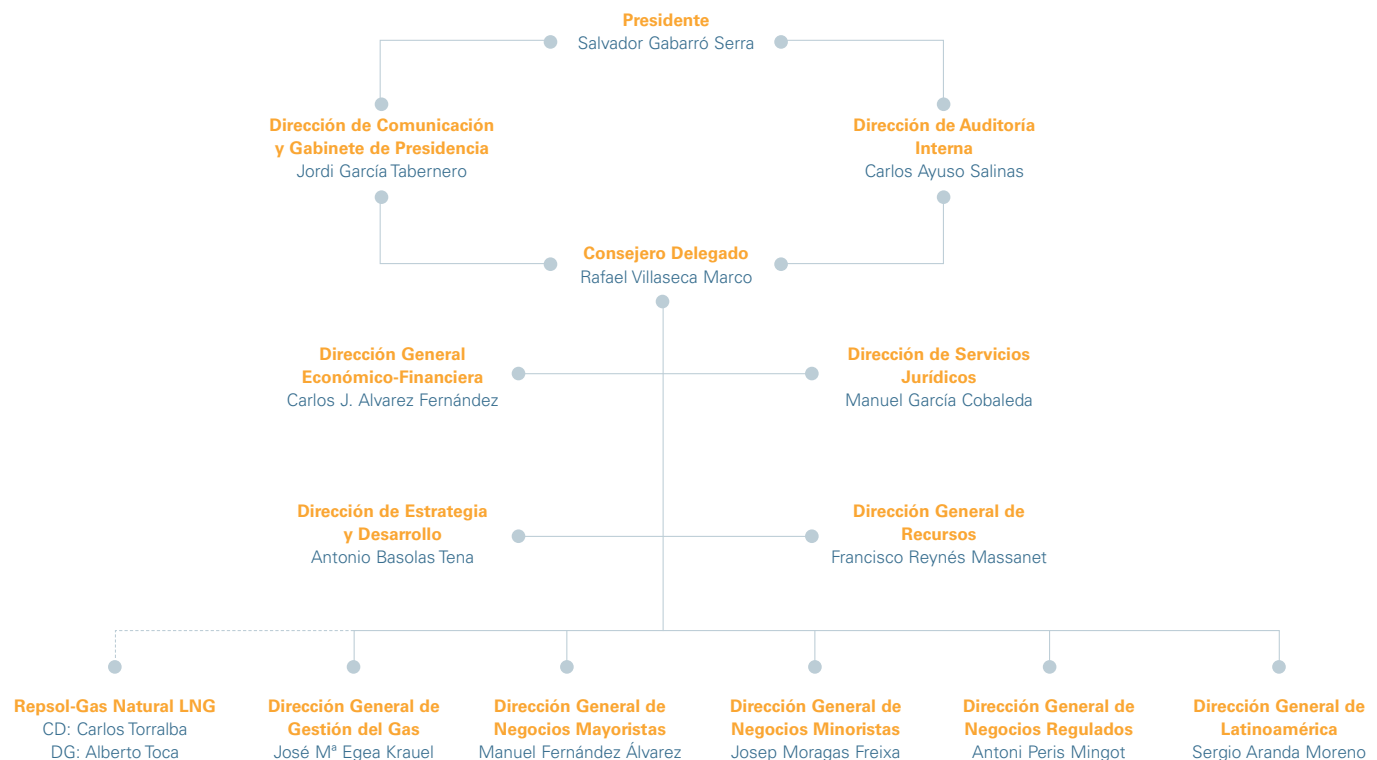 Presidente
Salvador Gabarró Serra
Dirección de Comunicación
y Gabinete de Presidencia
Jordi García Tabernero
Dirección de Auditoría
Interna
Carlos Ayuso Salinas
Consejero Delegado
Rafael Villaseca Marco
Dirección General
Económico-Financiera
Carlos J. Alvarez Fernández
Dirección de Servicios
Jurídicos
Manuel García Cobaleda
Dirección de Estrategia
y Desarrollo
Antonio Basolas Tena
Dirección General de
Recursos
Francisco Reynés Massanet
Repsol-Gas Natural LNG
CD: Carlos Torralba
DG: Alberto Toca
Dirección General de
Gestión del Gas
José Mª Egea Krauel
Dirección General de
Negocios Mayoristas
Manuel Fernández Álvarez
Dirección General de
Negocios Minoristas
Josep Moragas Freixa
Dirección General de
Negocios Regulados
Antoni Peris Mingot
Dirección General de
Latinoamérica
Sergio Aranda Moreno